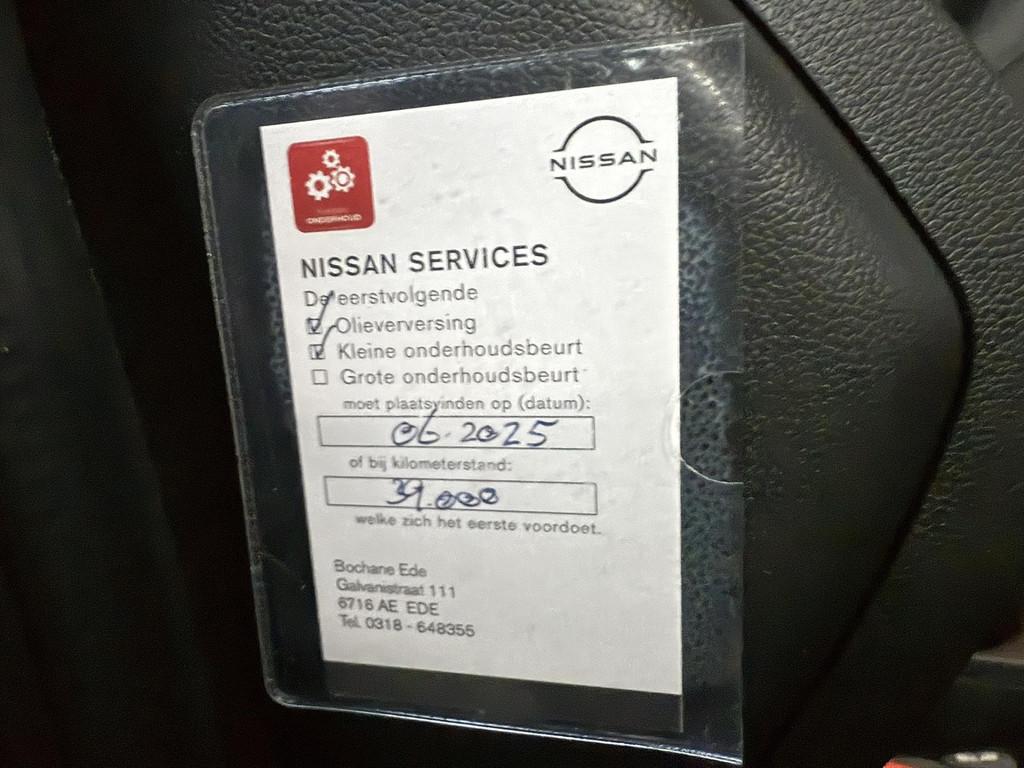 ONDERHOUD
NISSAN
NISSAN SERVICES
De eerstvolgende
Olieverversing
Kleine onderhoudsbeurt
Grote onderhoudsbeurt
moet plaatsvinden op (datum):
06-2025
of bij kilometerstand:
39.000
welke zich het eerste voordoet.
Bochane Ede
Galvanistraat 111
6716 AE EDE
Tel. 0318 - 648355